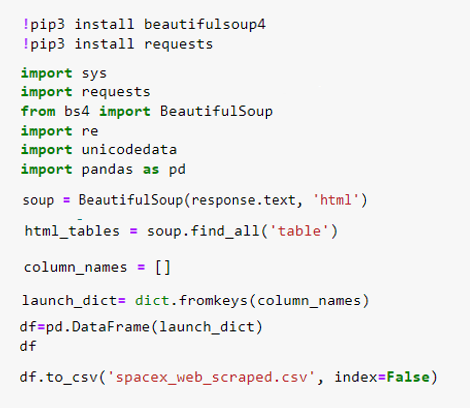 !pip3 install beautifulsoup4
!pip3 install requests
import sys
import requests
from bs4 import BeautifulSoup
import re
import unicodedata
import pandas as pd
soup = BeautifulSoup(response.text, 'html')
html_tables = soup.find_all('table')
column_names = []
launch_dict= dict.fromkeys(column_names)
df=pd.DataFrame(launch_dict)
df
df.to_csv('spacex_web_scraped.csv', index=False)